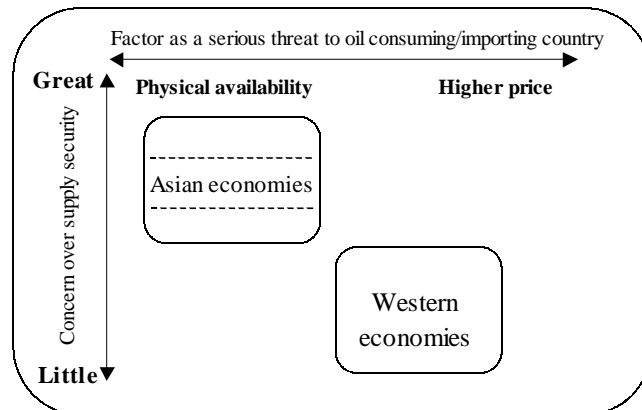 Factor as a serious threat to oil consuming/importing country
Great
Physical availability
Higher price
Concern over supply security
Asian economies
Western
economies
Little